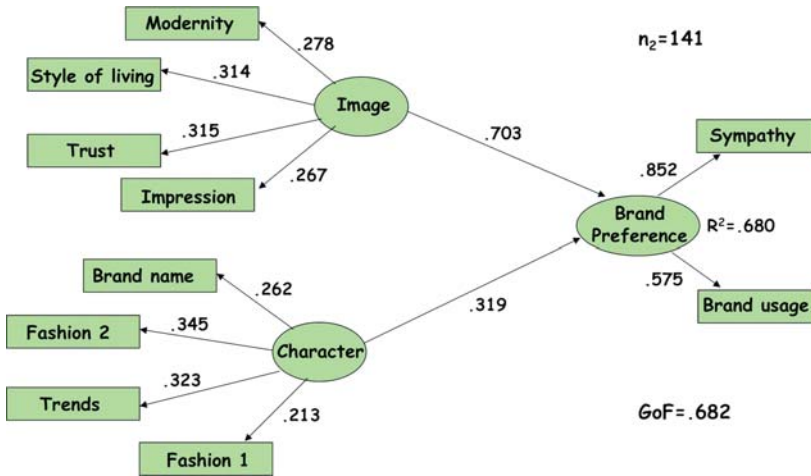 Modernity
n₂=141
.278
Style of living
.314
Image
.315
.703
Sympathy
Trust
.267
.852
Impression
Brand
Preference
R²=.680
Brand name
.262
.575
.319
Brand usage
Fashion 2
.345
Character
.323
Trends
.213
GoF=.682
Fashion 1